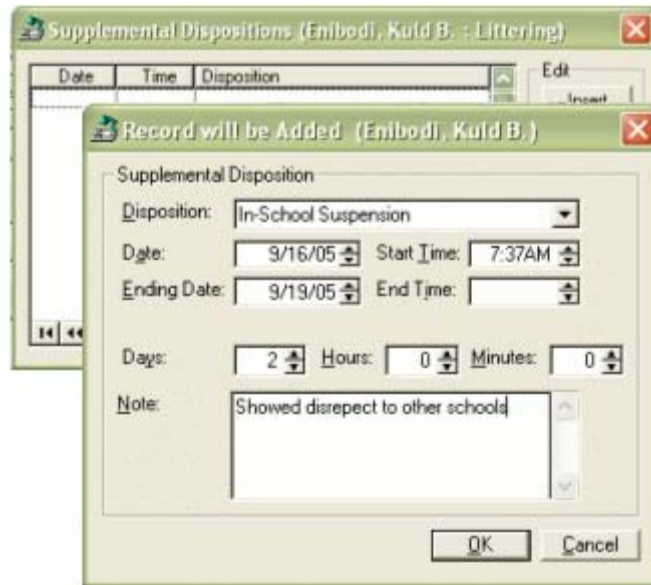 Supplemental Dispositions (Enibodi, Kuld B. : Littering)
Date Time Disposition
Edit
Insert
Record will be Added (Enibodi, Kuld B.)
Supplemental Disposition
Disposition: In-School Suspension
Date: 9/16/05 Start Time: 7:37AM
Ending Date: 9/19/05 End Time:
Days: 2 Hours: 0 Minutes: 0
Note: Showed disrepect to other schools
OK Cancel